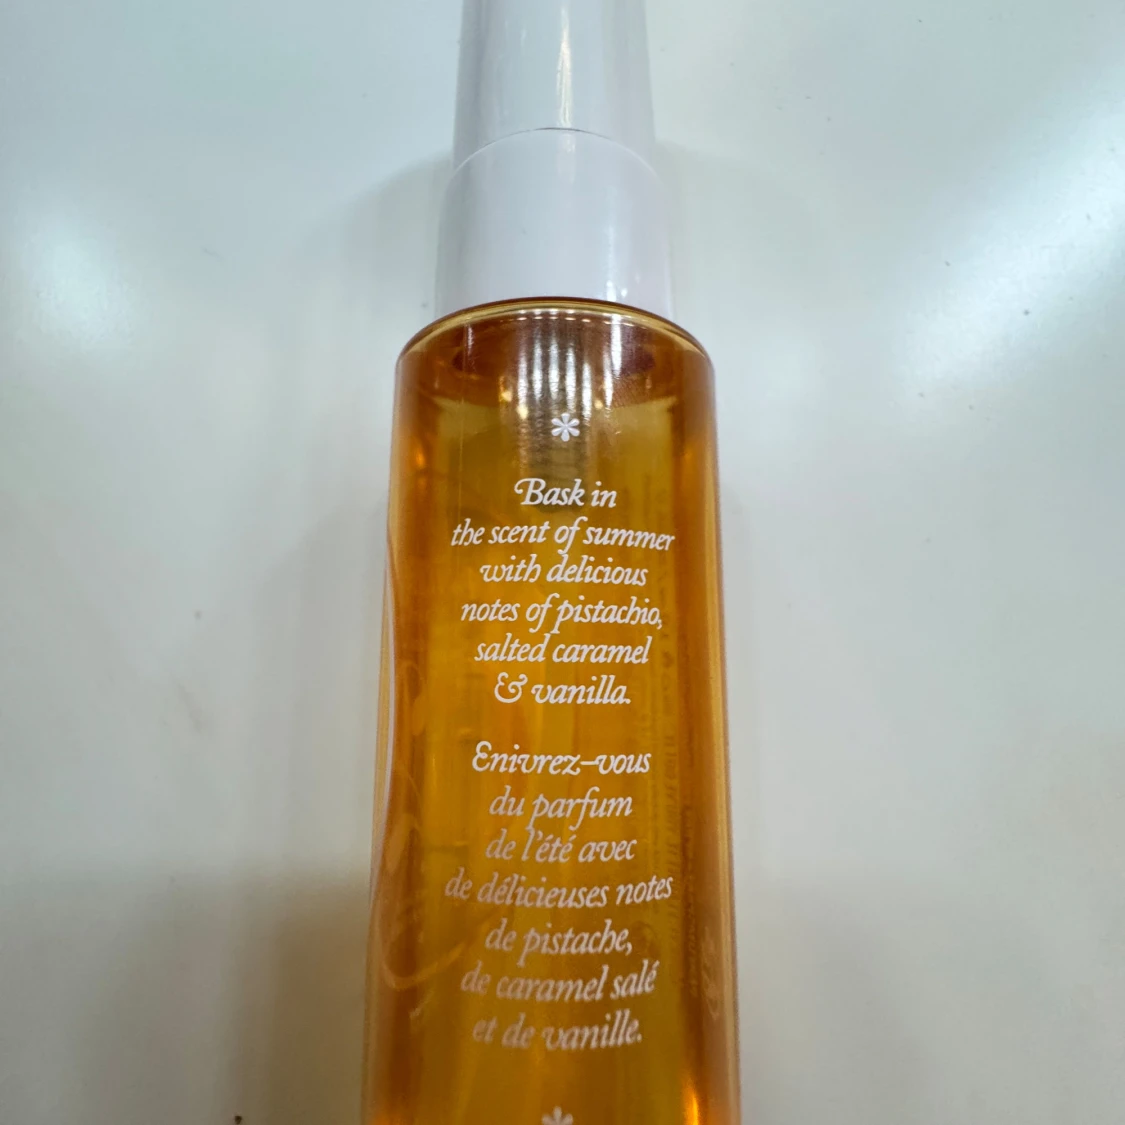 Bask in
the scent of summer
with delicious
notes of pistachio,
salted caramel
& vanilla.
Enivrez-vous
du parfum
de l'été avec
de délicieuses notes
de pistache,
de caramel salé
et de vanille.